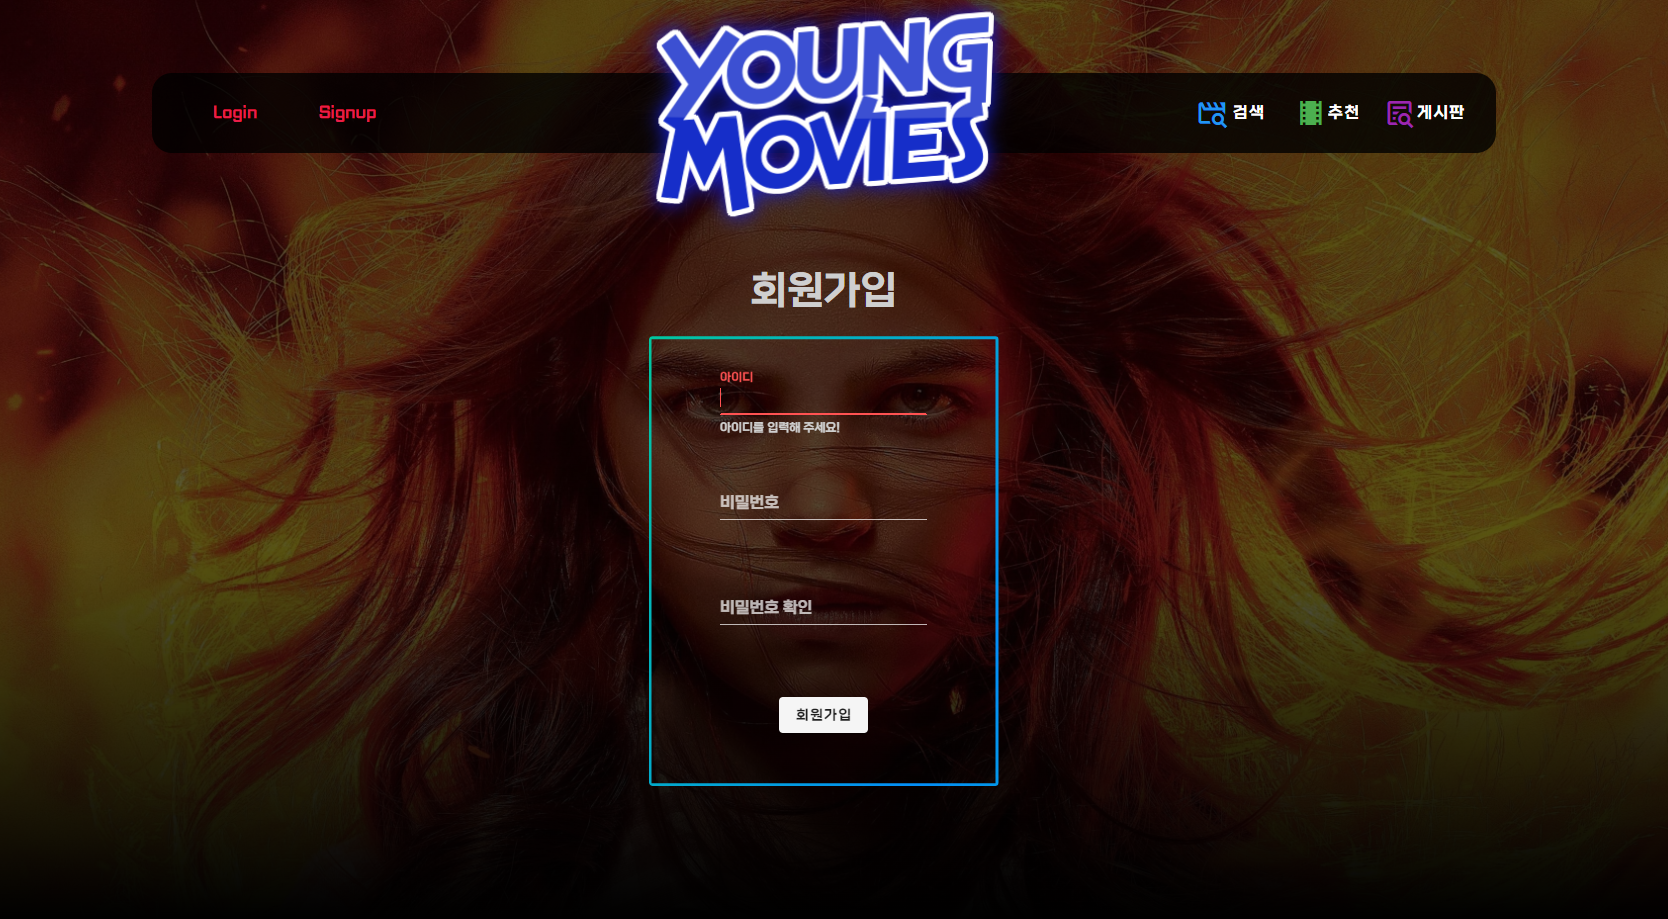 YOUNG
MOVIES
Login
Signup
검색
추천
게시판
회원가입
아이디
아이디를 입력해 주세요!
비밀번호
비밀번호 확인
회원가입